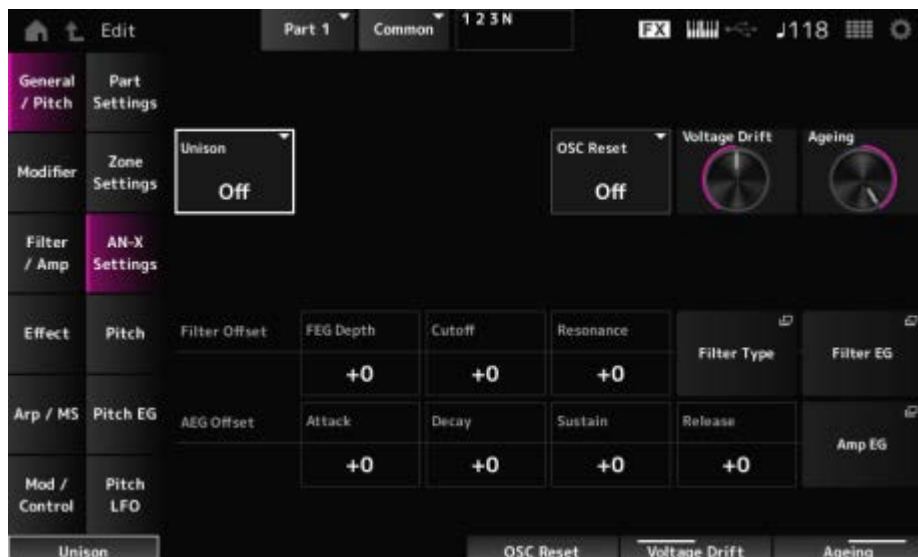 Edit
Part 1
Common
1 2 3 N
FX
♩118
General / Pitch
Part Settings
Modifier
Zone Settings
Unison
Off
OSC Reset
Off
Voltage Drift
Ageing
Filter / Amp
AN-X Settings
Effect
Pitch
Filter Offset
FEG Depth
+0
Cutoff
+0
Resonance
+0
Filter Type
Filter EG
Arp / MS
Pitch EG
AEG Offset
Attack
+0
Decay
+0
Sustain
+0
Release
+0
Amp EG
Mod / Control
Pitch LFO
Unison
OSC Reset
Voltage Drift
Ageing